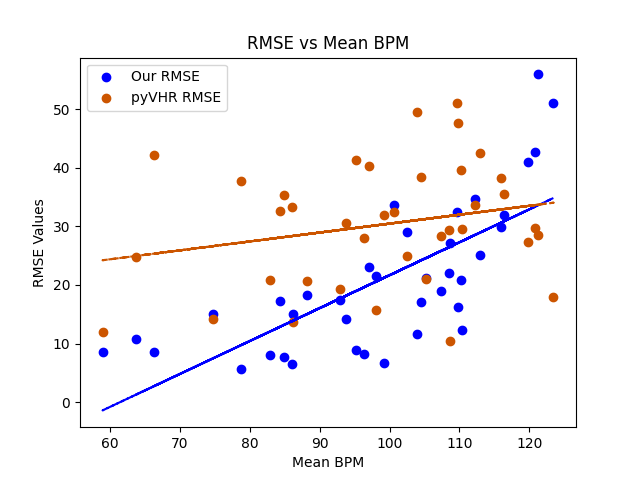 RMSE vs Mean BPM
Our RMSE
pyVHR RMSE
RMSE Values
50
40
30
20
10
0
60 70 80 90 100 110 120
Mean BPM